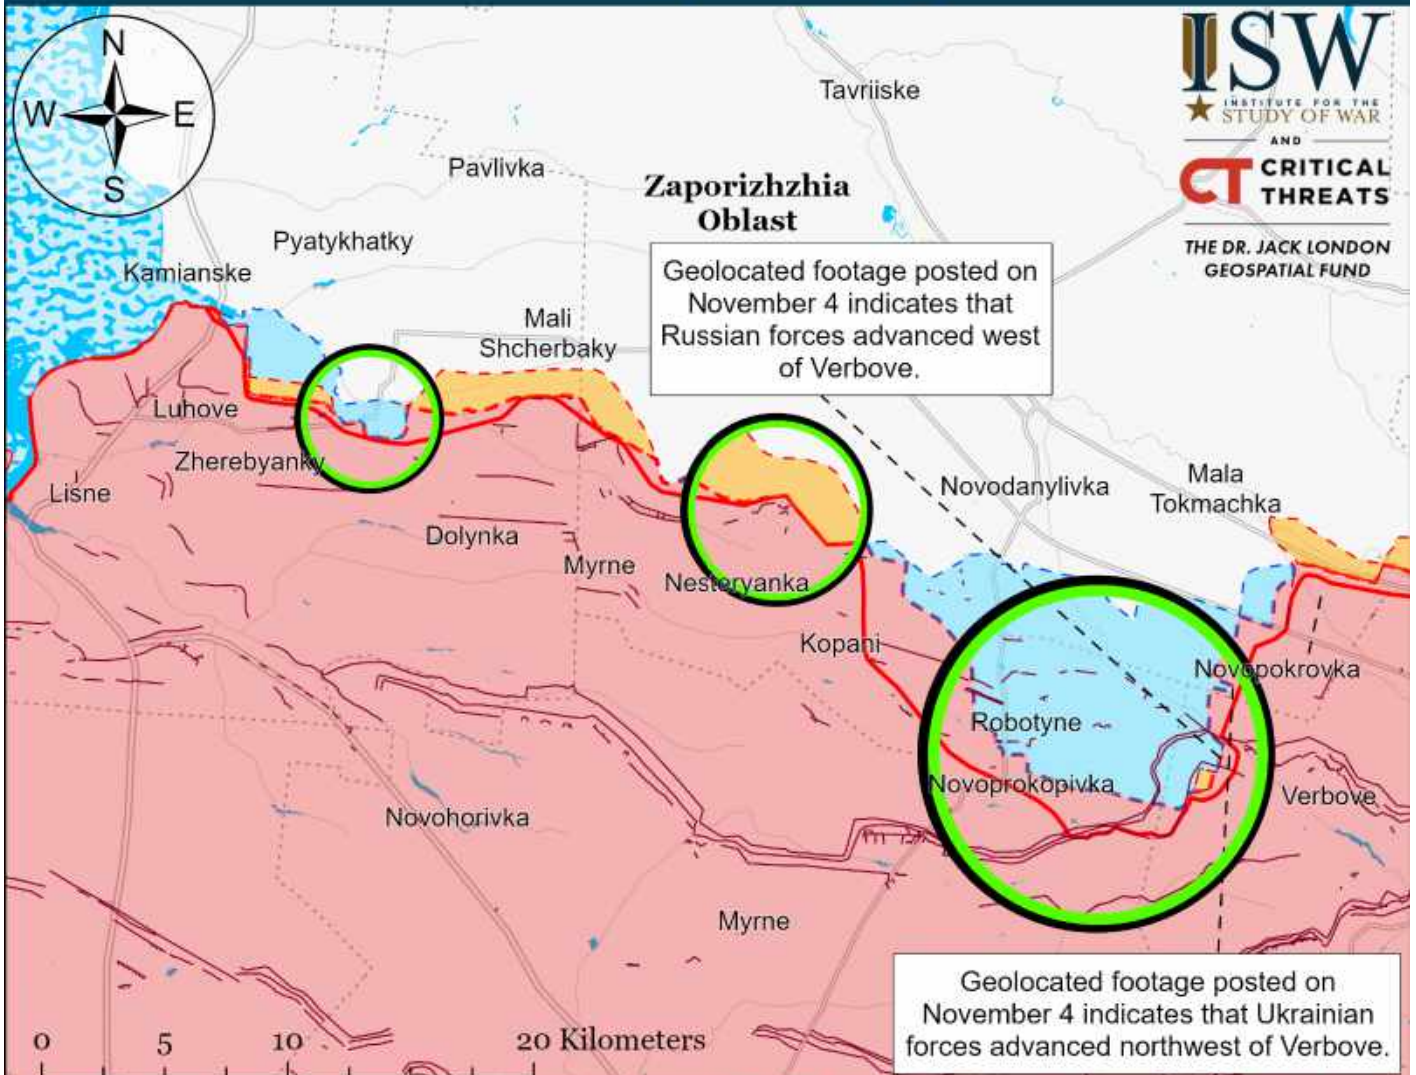 N
W
E
S
ISW
INSTITUTE FOR THE
STUDY OF WAR
AND
CT CRITICAL
THREATS
THE DR. JACK LONDON
GEOSPATIAL FUND
Tavriiske
Pavlivka
Zaporizhzhia
Oblast
Pyatykhatky
Kamianske
Geolocated footage posted on
November 4 indicates that
Russian forces advanced west
of Verbove.
Mali
Shcherbaky
Luhove
Zherebyanky
Lisne
Novodanylivka
Mala
Tokmachka
Dolynka
Myrne
Nesteryanka
Kopani
Novopokrovka
Robotyne
Novoprokopivka
Verbove
Novohorivka
Myrne
Geolocated footage posted on
November 4 indicates that Ukrainian
forces advanced northwest of Verbove.
0 5 10 20 Kilometers